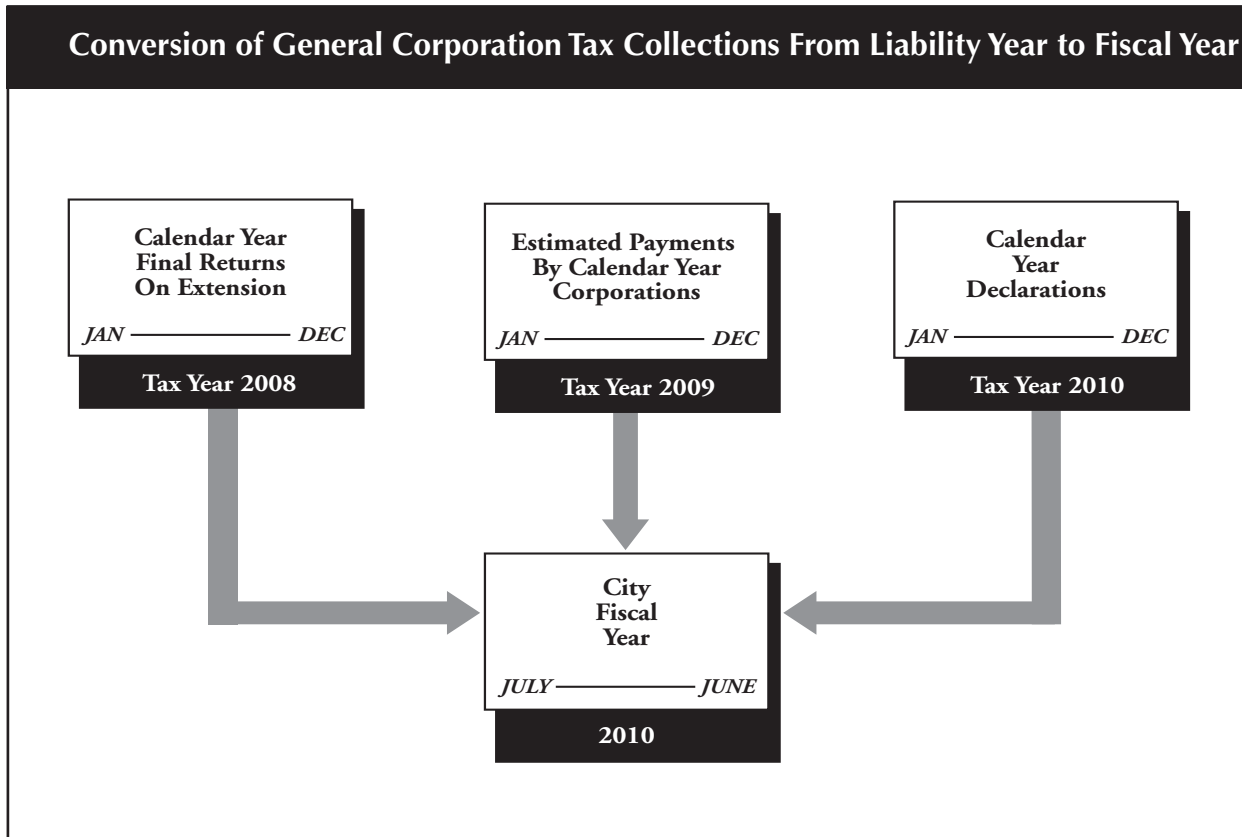 Conversion of General Corporation Tax Collections From Liability Year to Fiscal Year
Calendar Year
Final Returns
On Extension
JAN DEC
Tax Year 2008
Estimated Payments
By Calendar Year
Corporations
JAN DEC
Tax Year 2009
Calendar
Year
Declarations
JAN DEC
Tax Year 2010
City
Fiscal
Year
JULY JUNE
2010